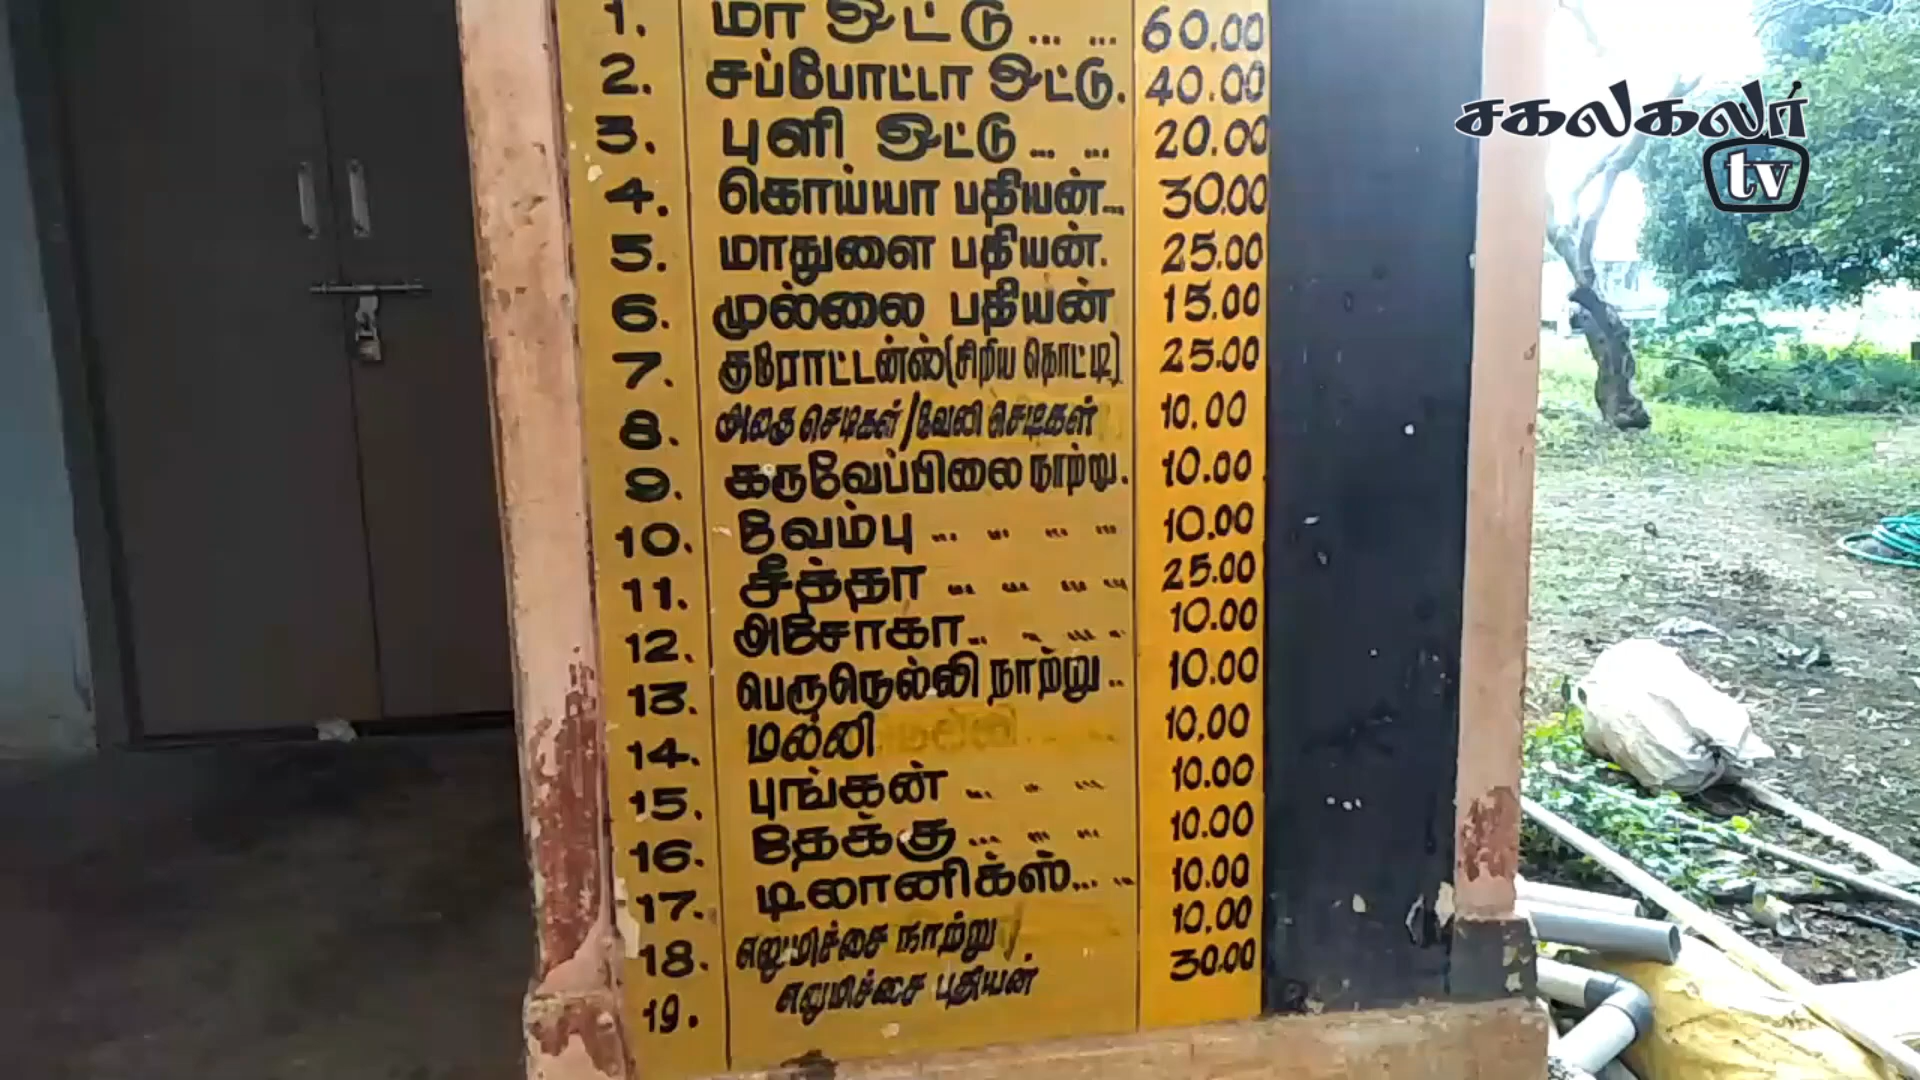 1. மா ஒட்டு... ... 60.00
2. சப்போட்டா ஒட்டு. 40.00
3. புளி ஒட்டு... ... 20.00
4. கொய்யா பதியன்... 30.00
5. மாதுளை பதியன். 25.00
6. முல்லை பதியன் 15.00
7. குரோட்டன்ஸ்(சிறிய தொட்டி) 25.00
8. அழகு செடிகள்/வேலி செடிகள் 10.00
9. கருவேப்பிலை நாற்று. 10.00
10. வேம்பு ... ... ... ... 10.00
11. சீத்தா ... ... ... ... 25.00
12. அசோகா... ... ... ... 10.00
13. பெருநெல்லி நாற்று .. 10.00
14. மல்லி 10.00
15. புங்கன் ... ... ... 10.00
16. தேக்கு... ... ... 10.00
17. டிலானிக்ஸ்... ... 10.00
18. எலுமிச்சை நாற்று 10.00
19. எலுமிச்சை பதியன் 30.00
சகலகலர்
tv